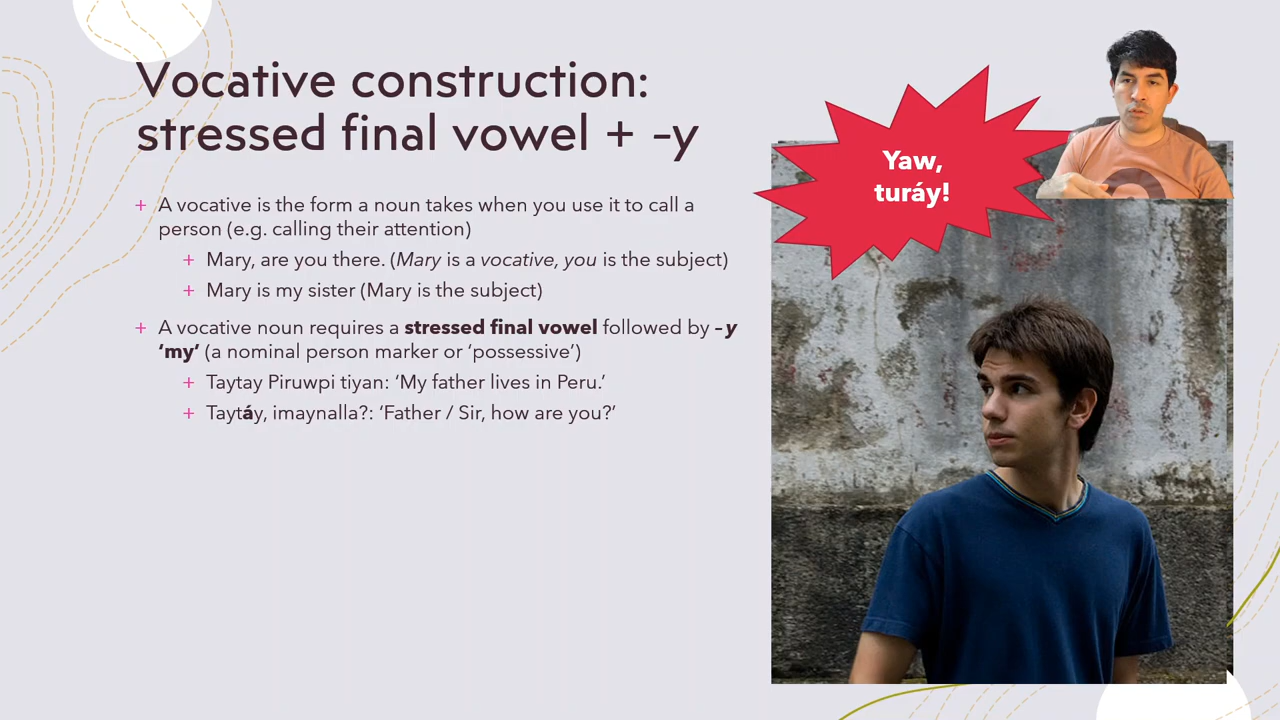 Vocative construction:
stressed final vowel + -y
+ A vocative is the form a noun takes when you use it to call a
person (e.g. calling their attention)
+ Mary, are you there. (Mary is a vocative, you is the subject)
+ Mary is my sister (Mary is the subject)
+ A vocative noun requires a stressed final vowel followed by –y
‘my’ (a nominal person marker or ‘possessive’)
+ Taytay Piruwpi tiyan: ‘My father lives in Peru.’
+ Taytáy, imaynalla?: ‘Father / Sir, how are you?’
Yaw,
turáy!